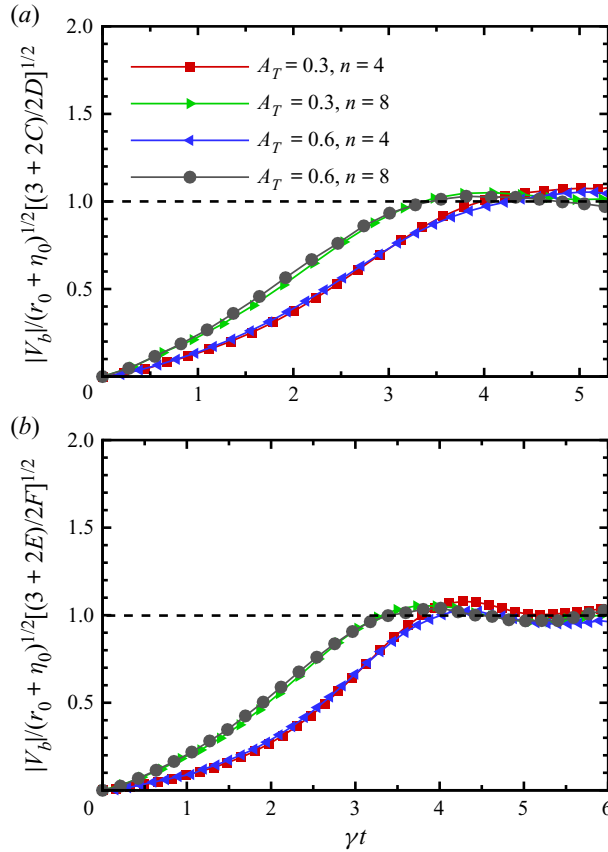 (a)
2.0
1.5
1.0
0.5
0
|V_b|/(r_0 + η_0)^{1/2}[(3 + 2C)/2D]^{1/2}
A_T = 0.3, n = 4
A_T = 0.3, n = 8
A_T = 0.6, n = 4
A_T = 0.6, n = 8
1 2 3 4 5
(b)
2.0
1.5
1.0
0.5
0
|V_b|/(r_0 + η_0)^{1/2}[(3 + 2E)/2F]^{1/2}
1 2 3 4 5 6
γt